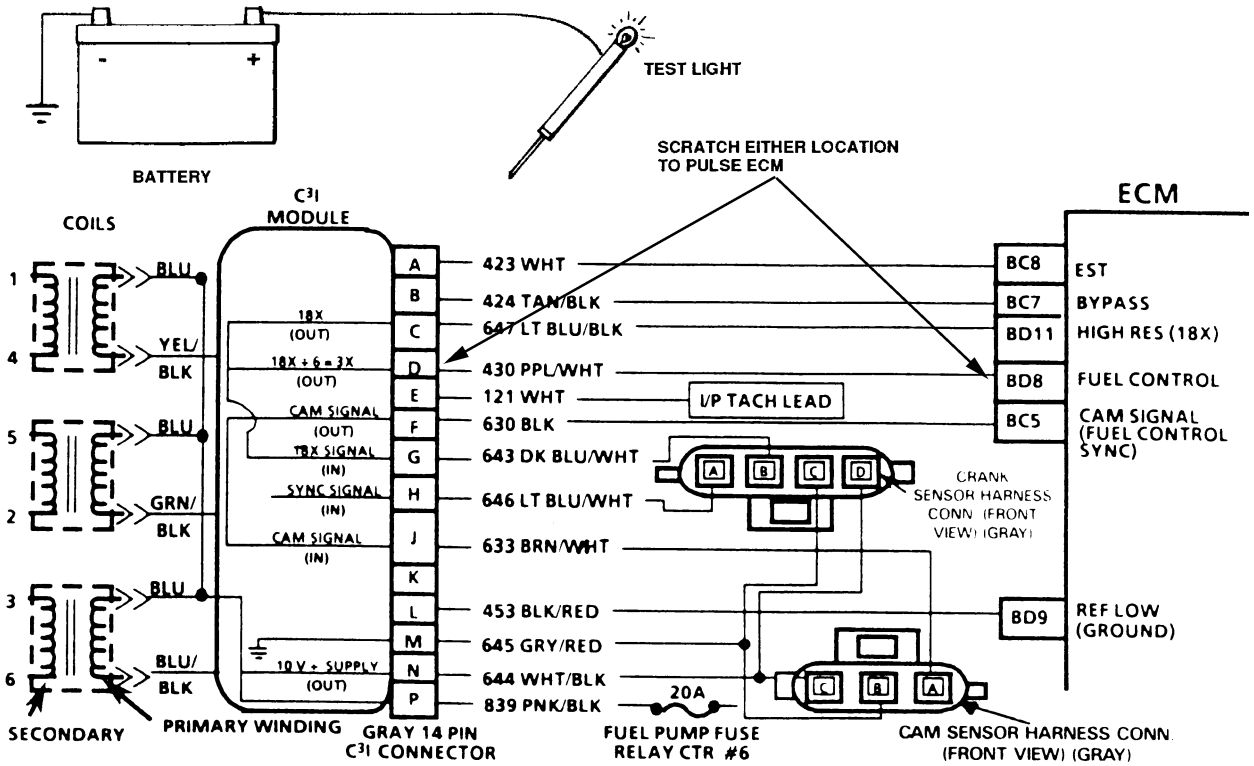 - +
BATTERY
TEST LIGHT
SCRATCH EITHER LOCATION
TO PULSE ECM
ECM
COILS
C³I
MODULE
1
4
5
2
3
6
BLU
YEL/
BLK
BLU
GRN/
BLK
BLU
BLU/
BLK
SECONDARY
PRIMARY WINDING
18X
(OUT)
18X ÷ 6 = 3X
(OUT)
CAM SIGNAL
(OUT)
18X SIGNAL
(IN)
SYNC SIGNAL
(IN)
CAM SIGNAL
(IN)
10 V + SUPPLY
(OUT)
A 423 WHT BC8 EST
B 424 TAN/BLK BC7 BYPASS
C 647 LT BLU/BLK BD11 HIGH RES (18X)
D 430 PPL/WHT BD8 FUEL CONTROL
E 121 WHT I/P TACH LEAD
F 630 BLK BC5 CAM SIGNAL
(FUEL CONTROL
SYNC)
G 643 DK BLU/WHT
H 646 LT BLU/WHT
J 633 BRN/WHT
K
L 453 BLK/RED BD9 REF LOW
(GROUND)
M 645 GRY/RED
N 644 WHT/BLK
P 839 PNK/BLK
20A
A B C D
CRANK
SENSOR HARNESS
CONN. (FRONT
VIEW) (GRAY)
C B A
GRAY 14 PIN
C³I CONNECTOR
FUEL PUMP FUSE
RELAY CTR #6
CAM SENSOR HARNESS CONN.
(FRONT VIEW) (GRAY)